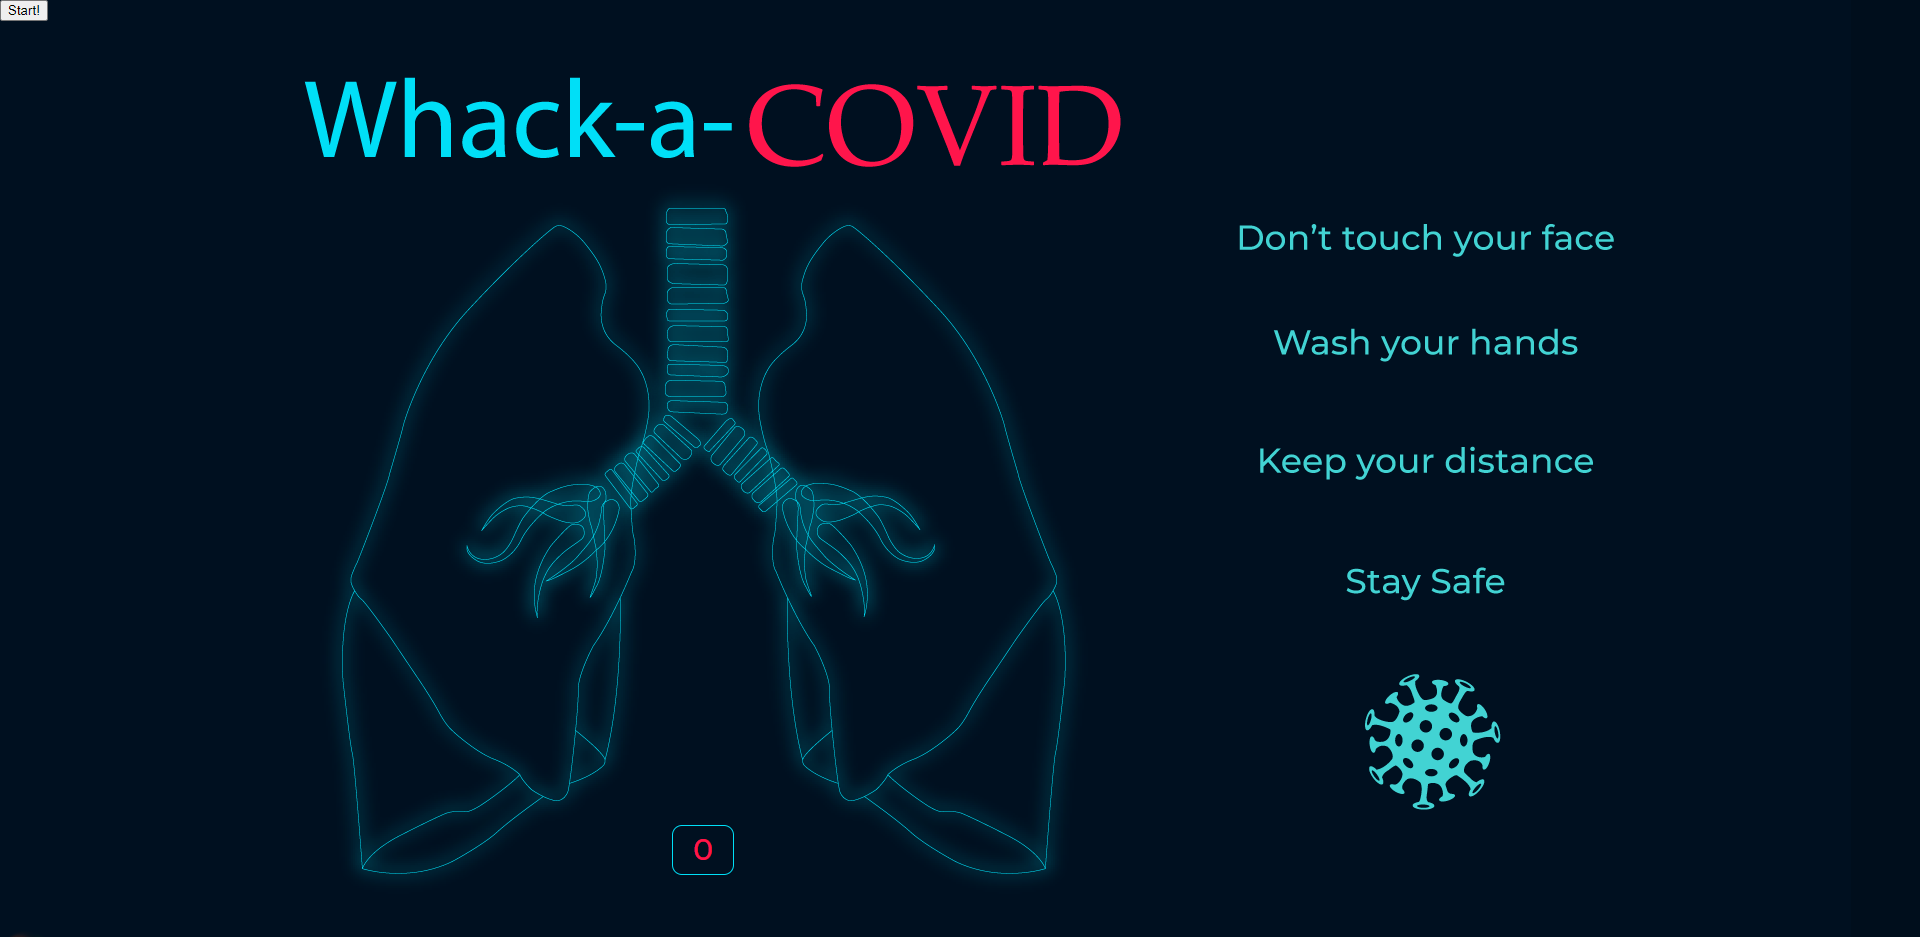 Start!
Whack-a-COVID
Don’t touch your face
Wash your hands
Keep your distance
Stay Safe
0